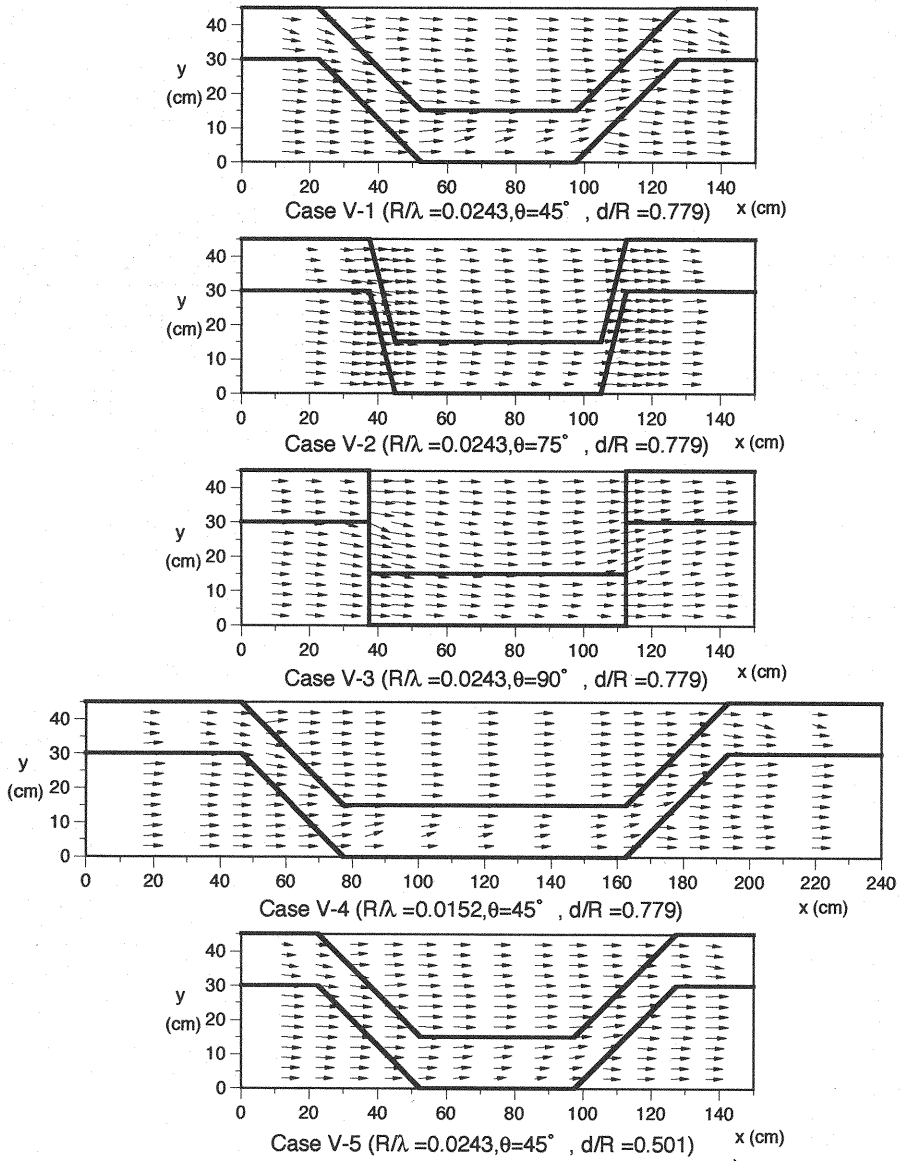 40
y 30
(cm) 20
10
0
0 20 40 60 80 100 120 140
Case V-1 (R/λ =0.0243,θ=45° , d/R =0.779) x (cm)
40
y 30
(cm) 20
10
0
0 20 40 60 80 100 120 140
Case V-2 (R/λ =0.0243,θ=75° , d/R =0.779) x (cm)
40
y 30
(cm) 20
10
0
0 20 40 60 80 100 120 140
Case V-3 (R/λ =0.0243,θ=90° , d/R =0.779) x (cm)
40
y 30
(cm) 20
10
0
0 20 40 60 80 100 120 140 160 180 200 220 240
Case V-4 (R/λ =0.0152,θ=45° , d/R =0.779) x (cm)
40
y 30
(cm) 20
10
0
0 20 40 60 80 100 120 140
Case V-5 (R/λ =0.0243,θ=45° , d/R =0.501) x (cm)